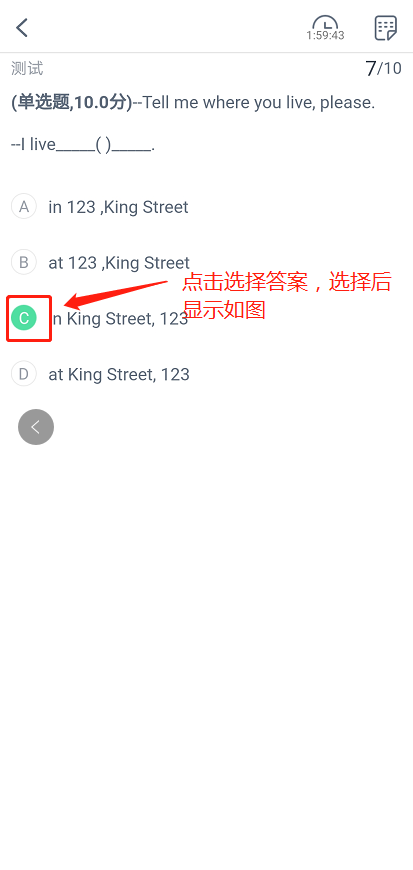 1:59:43
测试
7/10
(单选题,10.0分)--Tell me where you live, please.
--I live_____( )_____.
A in 123 ,King Street
B at 123 ,King Street
点击选择答案，选择后
显示如图
C in King Street, 123
D at King Street, 123